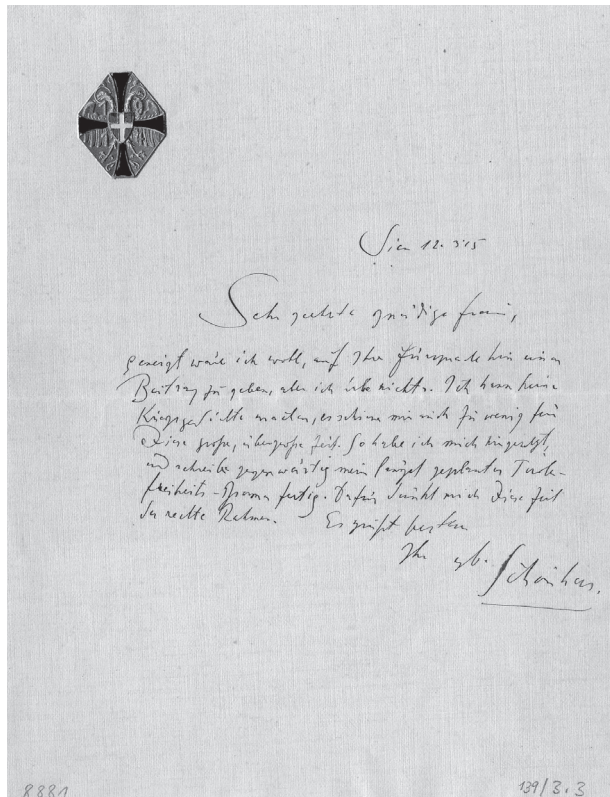 Wien 12. 3. 15
Sehr geehrte gnädige Frau,
geneigt wäre ich wohl, auf Ihre Fürsprache hin einen
Beitrag zu geben, aber ich habe nichts. Ich kann keine
Kriegsgedichte machen, es schiene mir auch zu wenig für
diese große, übergroße Zeit. So habe ich mich hingesetzt
und schreibe gegenwärtig mein längst geplantes Tiroler-
freiheits-Drama fertig. Dafür dünkt mich diese Zeit
der rechte Rahmen. Es grüßt bestens
Ihr erg. Schönherr.
8881
139/3.3